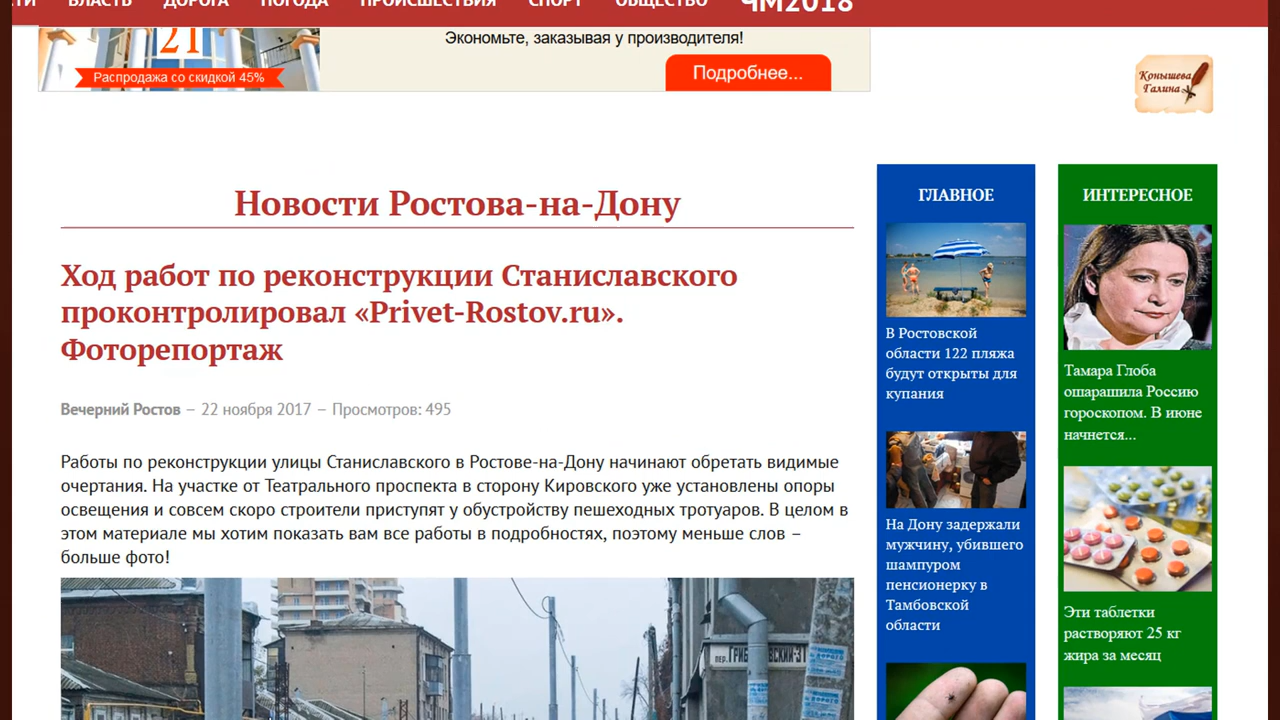 ВЛАСТЬ ДОРОГА ПОГОДА ПРОИСШЕСТВИЯ СПОРТ ОБЩЕСТВО ЧМ2018
21
Распродажа со скидкой 45%
Экономьте, заказывая у производителя!
Подробнее...
Конышева
Галина
Новости Ростова-на-Дону
Ход работ по реконструкции Станиславского
проконтролировал «Privet-Rostov.ru».
Фоторепортаж
Вечерний Ростов – 22 ноября 2017 – Просмотров: 495
Работы по реконструкции улицы Станиславского в Ростове-на-Дону начинают обретать видимые
очертания. На участке от Театрального проспекта в сторону Кировского уже установлены опоры
освещения и совсем скоро строители приступят у обустройству пешеходных тротуаров. В целом в
этом материале мы хотим показать вам все работы в подробностях, поэтому меньше слов –
больше фото!
ГЛАВНОЕ
В Ростовской
области 122 пляжа
будут открыты для
купания
На Дону задержали
мужчину, убившего
шампуром
пенсионерку в
Тамбовской
области
ИНТЕРЕСНОЕ
Тамара Глоба
ошарашила Россию
гороскопом. В июне
начнется...
Эти таблетки
растворяют 25 кг
жира за месяц